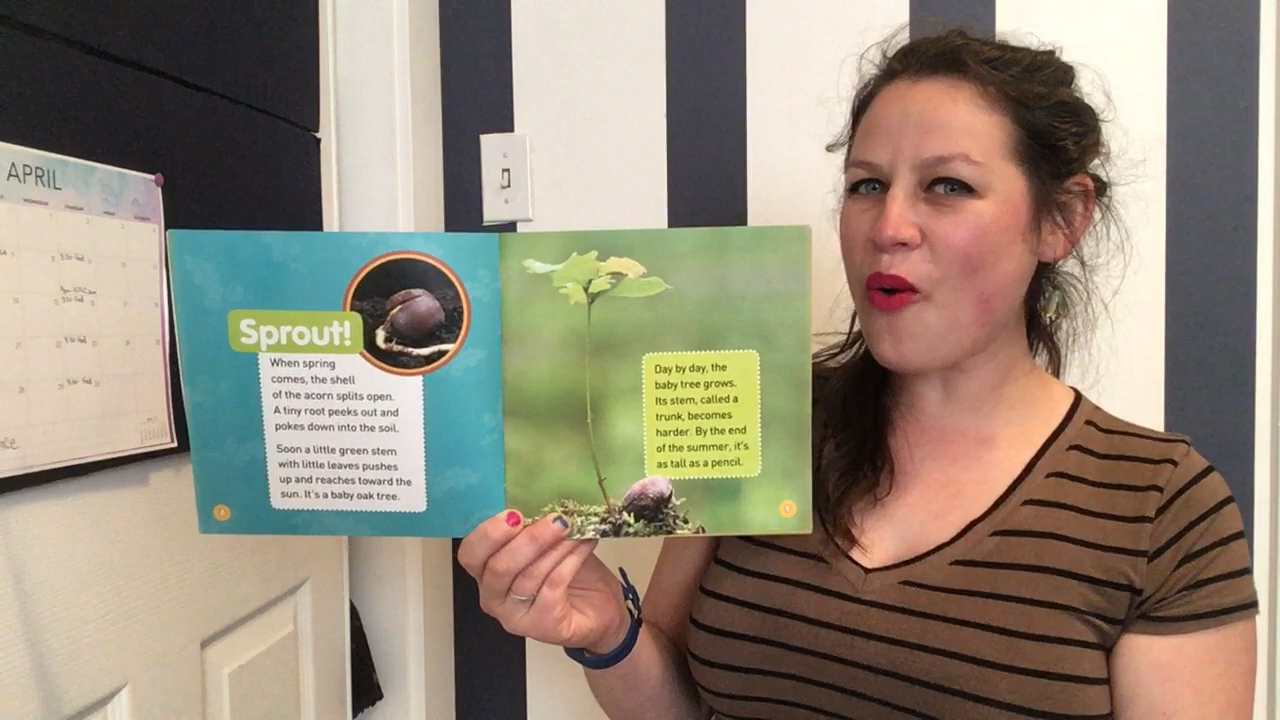 APRIL
Sprout!
When spring
comes, the shell
of the acorn splits open.
A tiny root peeks out and
pokes down into the soil.
Soon a little green stem
with little leaves pushes
up and reaches toward the
sun. It's a baby oak tree.
8
Day by day, the
baby tree grows.
Its stem, called a
trunk, becomes
harder. By the end
of the summer, it's
as tall as a pencil.
9